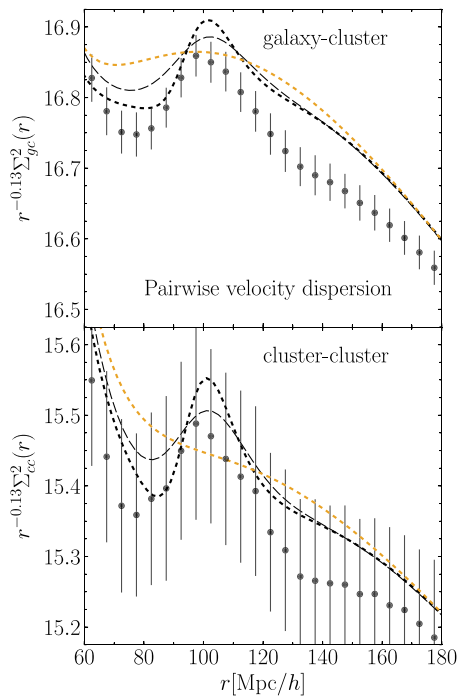 16.9
galaxy-cluster
16.8
16.7
16.6
16.5
r^{-0.13}Σ^2_{gc}(r)
Pairwise velocity dispersion
15.6
cluster-cluster
15.5
15.4
15.3
15.2
r^{-0.13}Σ^2_{cc}(r)
60 80 100 120 140 160 180
r[Mpc/h]